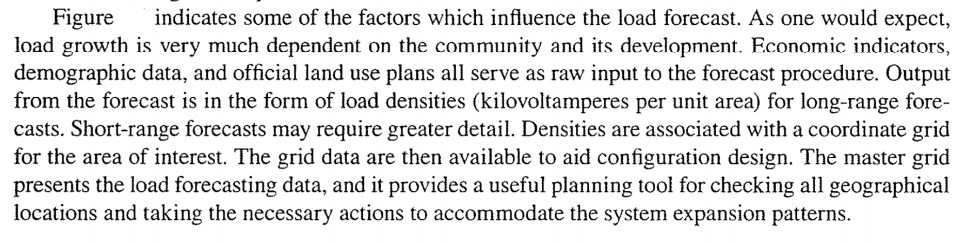 Figure indicates some of the factors which influence the load forecast. As one would expect,
load growth is very much dependent on the community and its development. Economic indicators,
demographic data, and official land use plans all serve as raw input to the forecast procedure. Output
from the forecast is in the form of load densities (kilovoltamperes per unit area) for long-range fore-
casts. Short-range forecasts may require greater detail. Densities are associated with a coordinate grid
for the area of interest. The grid data are then available to aid configuration design. The master grid
presents the load forecasting data, and it provides a useful planning tool for checking all geographical
locations and taking the necessary actions to accommodate the system expansion patterns.